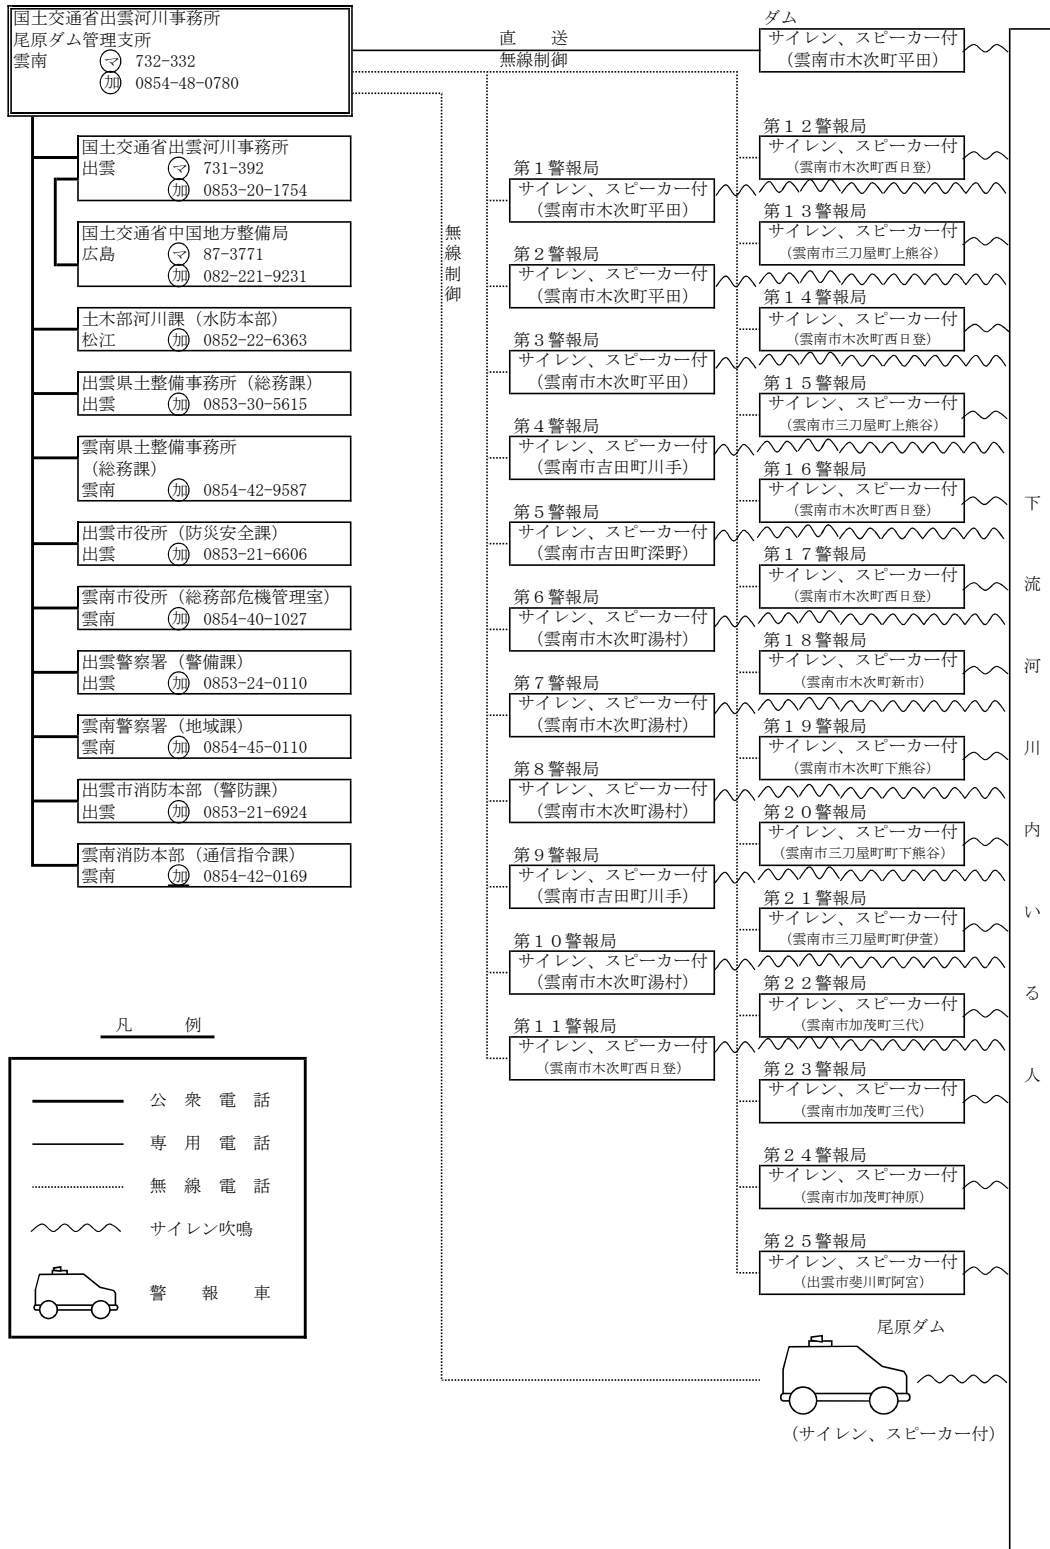 国土交通省出雲河川事務所
尾原ダム管理支所
雲南　㋮　732-332
加　0854-48-0780
国土交通省出雲河川事務所
出雲　㋮　731-392
加　0853-20-1754
国土交通省中国地方整備局
広島　㋮　87-3771
加　082-221-9231
土木部河川課（水防本部）
松江　加　0852-22-6363
出雲県土整備事務所（総務課）
出雲　加　0853-30-5615
雲南県土整備事務所
（総務課）
雲南　加　0854-42-9587
出雲市役所（防災安全課）
出雲　加　0853-21-6606
雲南市役所（総務部危機管理室）
雲南　加　0854-40-1027
出雲警察署（警備課）
出雲　加　0853-24-0110
雲南警察署（地域課）
雲南　加　0854-45-0110
出雲市消防本部（警防課）
出雲　加　0853-21-6924
雲南消防本部（通信指令課）
雲南　加　0854-42-0169
凡　例
公衆電話
専用電話
無線電話
サイレン吹鳴
警報車
直　送
無線制御
無線制御
第１警報局
サイレン、スピーカー付
（雲南市木次町平田）
第２警報局
サイレン、スピーカー付
（雲南市木次町平田）
第３警報局
サイレン、スピーカー付
（雲南市木次町平田）
第４警報局
サイレン、スピーカー付
（雲南市吉田町川手）
第５警報局
サイレン、スピーカー付
（雲南市吉田町深野）
第６警報局
サイレン、スピーカー付
（雲南市木次町湯村）
第７警報局
サイレン、スピーカー付
（雲南市木次町湯村）
第８警報局
サイレン、スピーカー付
（雲南市木次町湯村）
第９警報局
サイレン、スピーカー付
（雲南市吉田町川手）
第１０警報局
サイレン、スピーカー付
（雲南市木次町湯村）
第１１警報局
サイレン、スピーカー付
（雲南市木次町西日登）
ダム
サイレン、スピーカー付
（雲南市木次町平田）
第１２警報局
サイレン、スピーカー付
（雲南市木次町西日登）
第１３警報局
サイレン、スピーカー付
（雲南市三刀屋町上熊谷）
第１４警報局
サイレン、スピーカー付
（雲南市木次町西日登）
第１５警報局
サイレン、スピーカー付
（雲南市三刀屋町上熊谷）
第１６警報局
サイレン、スピーカー付
（雲南市木次町西日登）
第１７警報局
サイレン、スピーカー付
（雲南市木次町西日登）
第１８警報局
サイレン、スピーカー付
（雲南市木次町新市）
第１９警報局
サイレン、スピーカー付
（雲南市木次町下熊谷）
第２０警報局
サイレン、スピーカー付
（雲南市三刀屋町町下熊谷）
第２１警報局
サイレン、スピーカー付
（雲南市三刀屋町町伊萱）
第２２警報局
サイレン、スピーカー付
（雲南市加茂町三代）
第２３警報局
サイレン、スピーカー付
（雲南市加茂町三代）
第２４警報局
サイレン、スピーカー付
（雲南市加茂町神原）
第２５警報局
サイレン、スピーカー付
（出雲市斐川町阿宮）
尾原ダム
（サイレン、スピーカー付）
下流河川内いる人